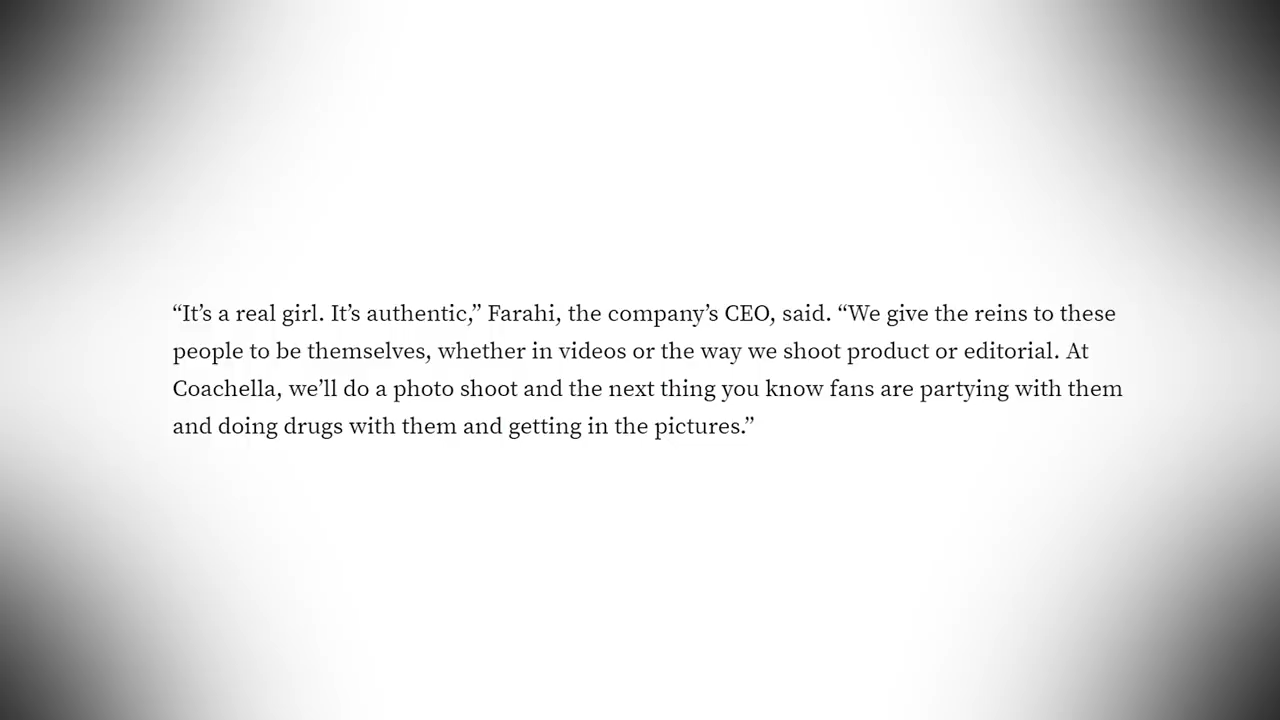 “It’s a real girl. It’s authentic,” Farahi, the company’s CEO, said. “We give the reins to these
people to be themselves, whether in videos or the way we shoot product or editorial. At
Coachella, we’ll do a photo shoot and the next thing you know fans are partying with them
and doing drugs with them and getting in the pictures.”